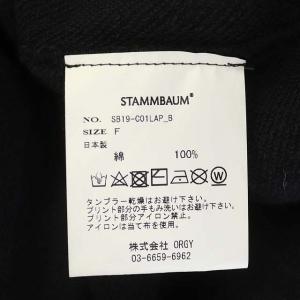 STAMMBAUM®
NO. SB19-C01LAP_B
SIZE F
日本製
綿 100%
タンブラー乾燥はお避け下さい。
プリント部分の手もみ洗いはお避け下さい。
プリント部分アイロン禁止。
アイロンは当て布を使用。
株式会社 ORGY
03-6659-6962